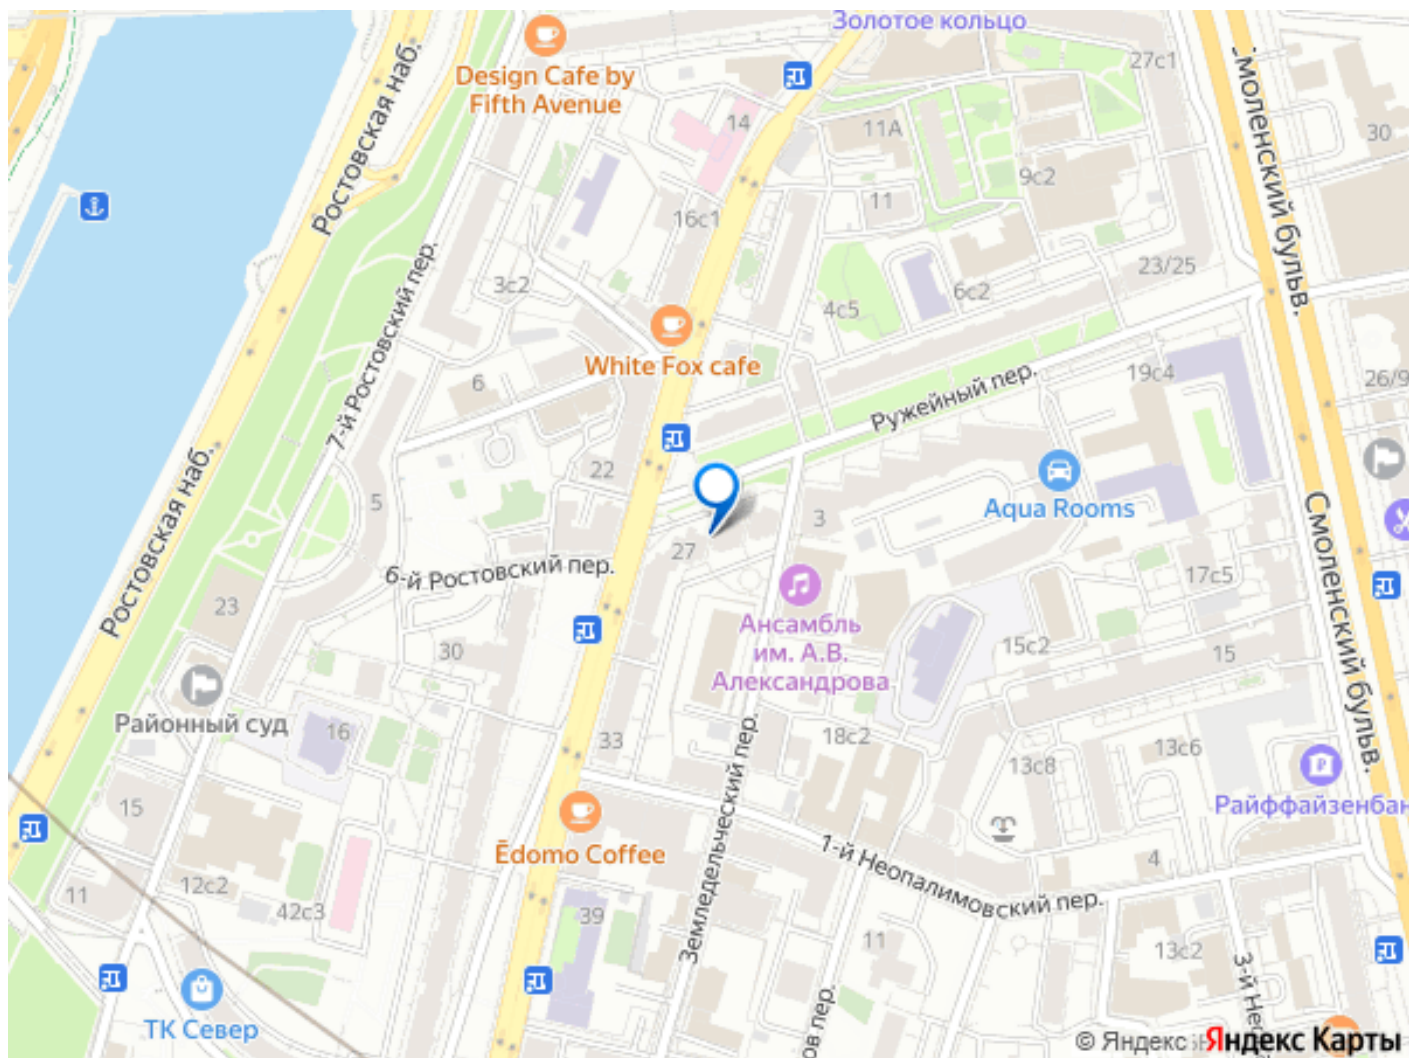 Золотое кольцо
27с1
Design Cafe by
Fifth Avenue
14
11А
30
Ростовская наб.
Смоленский бульв.
9с2
11
16с1
7-й Ростовский пер.
3с2
23/25
6с2
4с5
White Fox cafe
6
Ружейный пер.
19с4
26/9
22
5
Aqua Rooms
3
Ростовская наб.
27
6-й Ростовский пер.
Смоленский бульв.
17с5
23
Ансамбль
им. А.В.
Александрова
15с2
15
30
Районный суд
16
33
18с2
13с6
13с8
Земледельческий пер.
Райффайзенбан
15
Ēdomo Coffee
1-й Неопалимовский пер.
4
12с2
11
42с3
39
11
13с2
3-й Нео
ов пер.
ТК Север
© Яндекс
Яндекс Карты